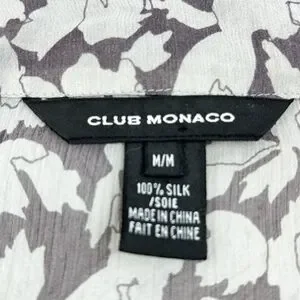 CLUB MONACO
M/M
100% SILK
/SOIE
MADE IN CHINA
FAIT EN CHINE